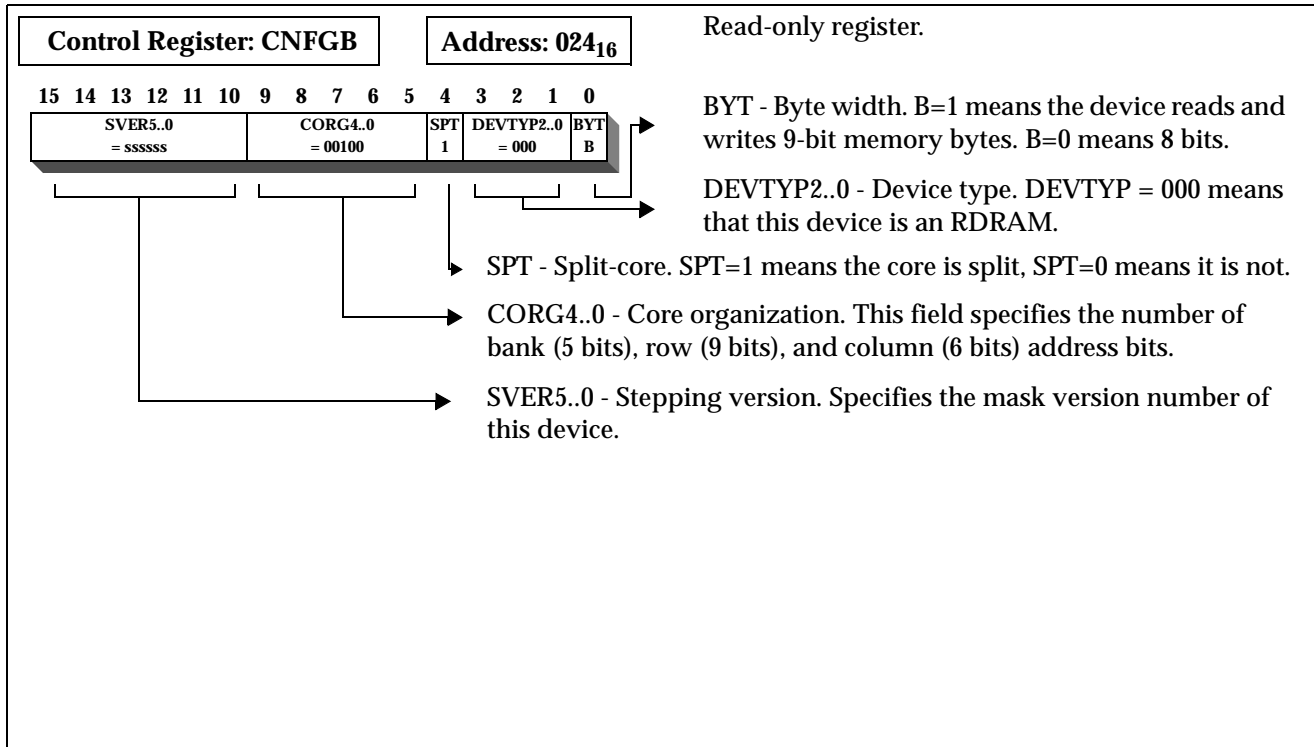 Control Register: CNFGB
Address: 024₁₆
Read-only register.
15 14 13 12 11 10 9 8 7 6 5 4 3 2 1 0
SVER5..0 CORG4..0 SPT DEVTYP2..0 BYT
= ssssss = 00100 1 = 000 B
BYT - Byte width. B=1 means the device reads and
writes 9-bit memory bytes. B=0 means 8 bits.
DEVTYP2..0 - Device type. DEVTYP = 000 means
that this device is an RDRAM.
SPT - Split-core. SPT=1 means the core is split, SPT=0 means it is not.
CORG4..0 - Core organization. This field specifies the number of
bank (5 bits), row (9 bits), and column (6 bits) address bits.
SVER5..0 - Stepping version. Specifies the mask version number of
this device.